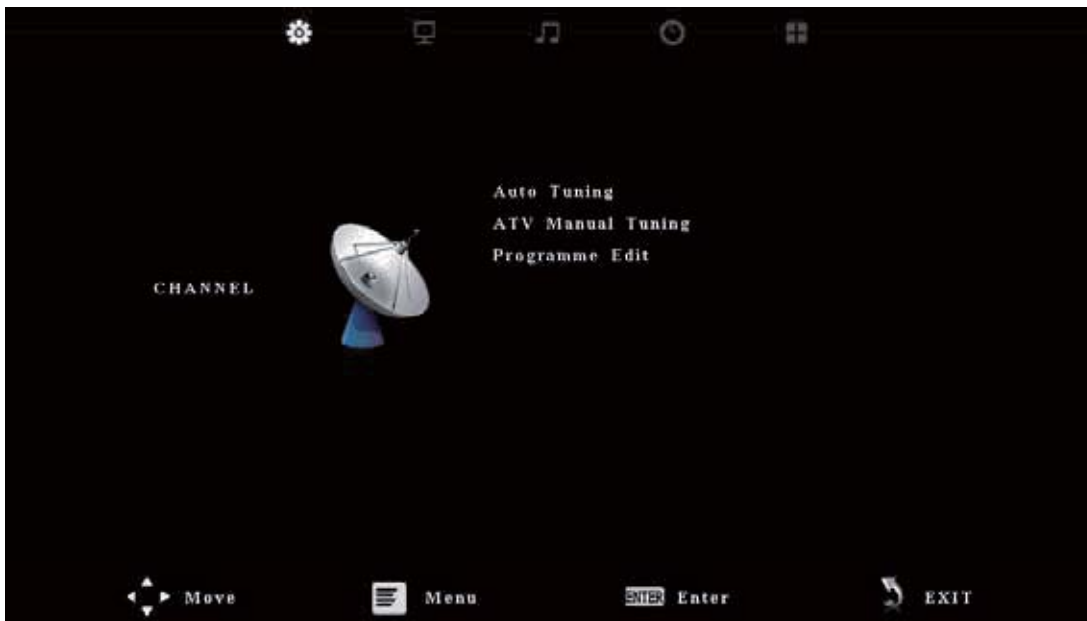 Auto Tuning
ATV Manual Tuning
Programme Edit
CHANNEL
Move
Menu
ENTER Enter
EXIT